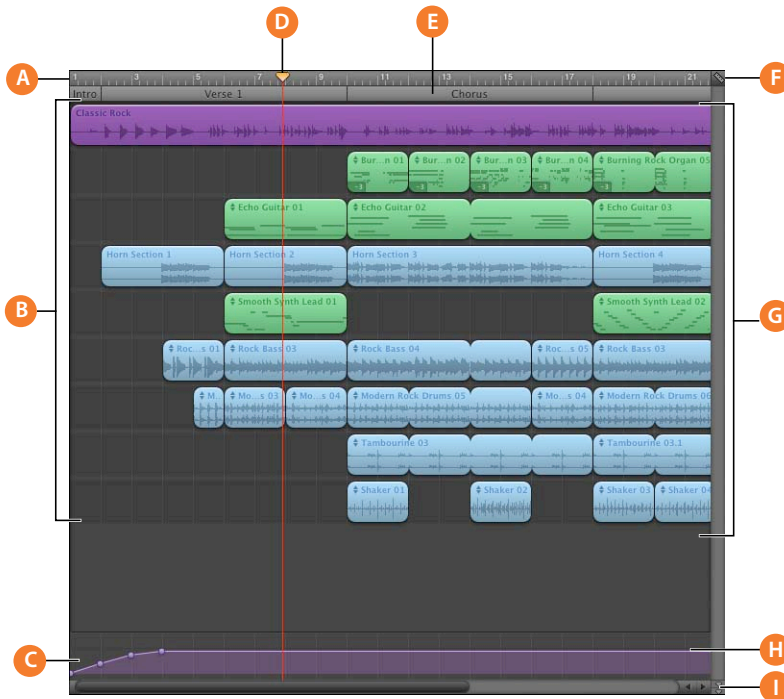 D E
A 1 3 5 7 9 11 13 15 17 19 21 F
Intro Verse 1 Chorus
Classic Rock
Bur...n 01 Bur...n 02 Bur...n 03 Bur...n 04 Burning Rock Organ 05
-3 -3 -3 -3 -3
Echo Guitar 01 Echo Guitar 02 Echo Guitar 03
Horn Section 1 Horn Section 2 Horn Section 3 Horn Section 4
B G
Smooth Synth Lead 01 Smooth Synth Lead 02
Roc...s 01 Rock Bass 03 Rock Bass 04 Roc...s 05 Rock Bass 03
M. Mo...s 03 Mo...s 04 Modern Rock Drums 05 Mo...s 04 Modern Rock Drums 06
Tambourine 03 Tambourine 03.1
Shaker 01 Shaker 02 Shaker 03 Shaker 04
C H
I